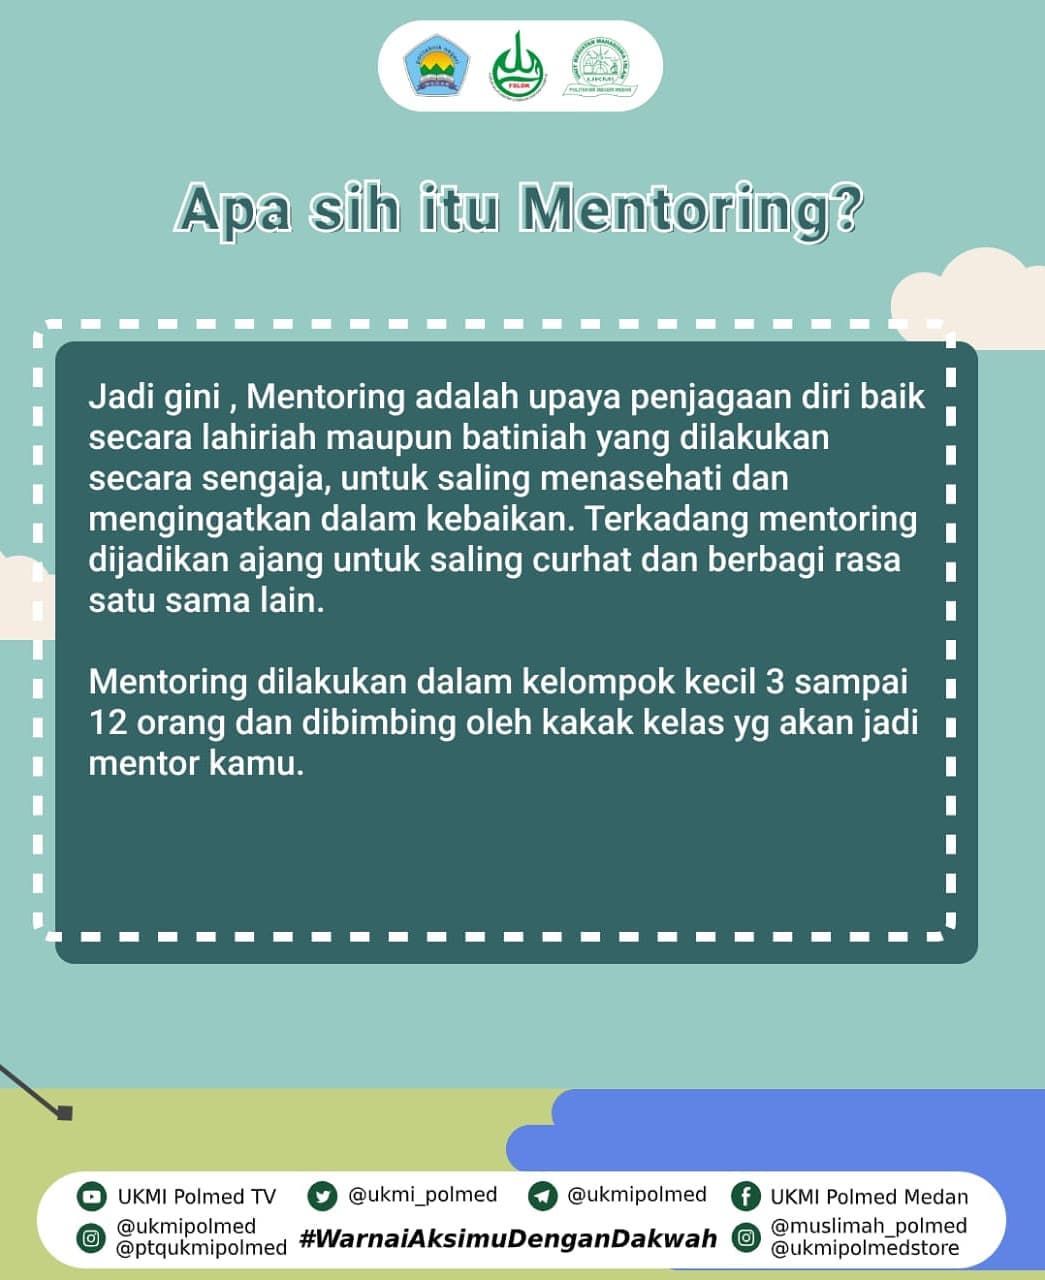 Apa sih itu Mentoring?
Jadi gini , Mentoring adalah upaya penjagaan diri baik
secara lahiriah maupun batiniah yang dilakukan
secara sengaja, untuk saling menasehati dan
mengingatkan dalam kebaikan. Terkadang mentoring
dijadikan ajang untuk saling curhat dan berbagi rasa
satu sama lain.
Mentoring dilakukan dalam kelompok kecil 3 sampai
12 orang dan dibimbing oleh kakak kelas yg akan jadi
mentor kamu.
UKMI Polmed TV
@ukmi_polmed
@ukmipolmed
UKMI Polmed Medan
@ukmipolmed
@ptqukmipolmed
#WarnaiAksimuDenganDakwah
@muslimah_polmed
@ukmipolmedstore